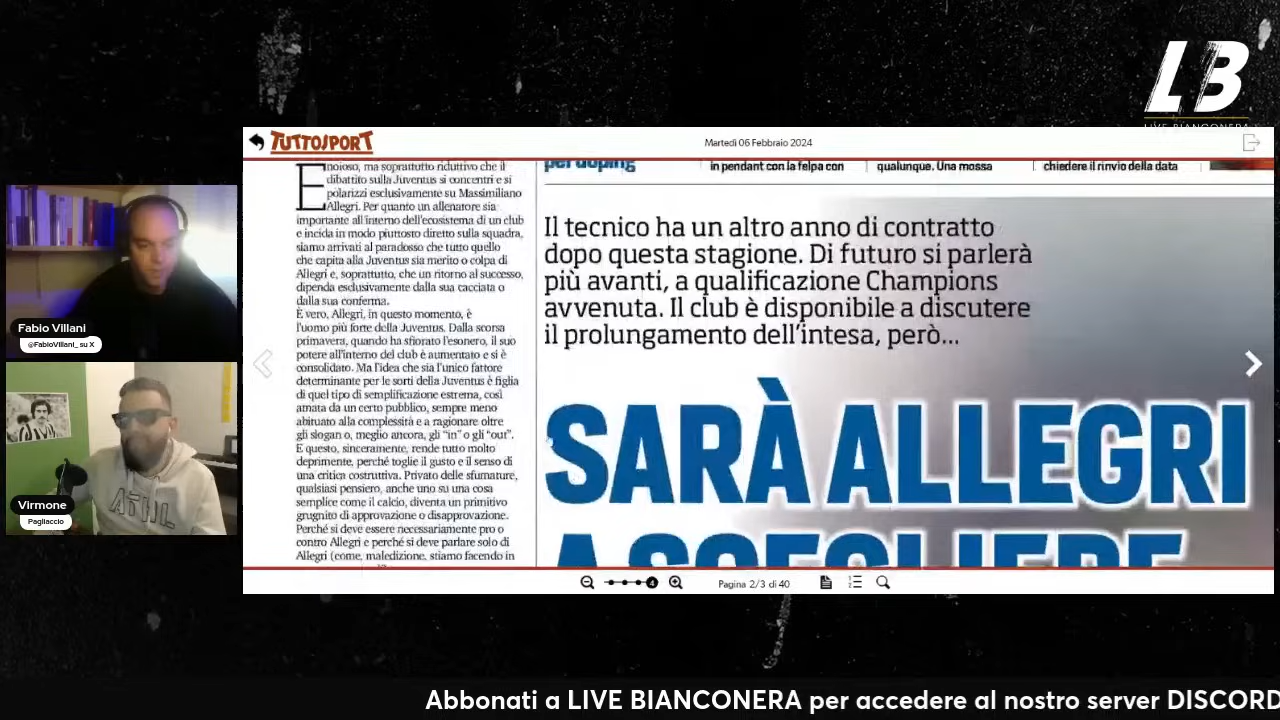 LB
LIVE BIANCONERA
TUTTOSPORT
Martedì 06 Febbraio 2024
per doping
in pendant con la felpa con
qualunque. Una mossa
chiedere il rinvio della data
E noioso, ma soprattutto riduttivo che il
dibattito sulla Juventus si concentri e si
polarizzi esclusivamente su Massimiliano
Allegri. Per quanto un allenatore sia
importante all'interno dell'ecosistema di un club
e incida in modo piuttosto diretto sulla squadra,
siamo arrivati al paradosso che tutto quello
che capita alla Juventus sia merito o colpa di
Allegri e, soprattutto, che un ritorno al successo,
dipenda esclusivamente dalla sua cacciata o
dalla sua conferma.
È vero, Allegri, in questo momento, è
l'uomo più forte della Juventus. Dalla scorsa
primavera, quando ha sfiorato l'esonero, il suo
potere all'interno del club è aumentato e si è
consolidato. Ma l'idea che sia l'unico fattore
determinante per le sorti della Juventus è figlia
di quel tipo di semplificazione estrema, così
amata da un certo pubblico, sempre meno
abituato alla complessità e a ragionare oltre
gli slogan o, meglio ancora, gli "in" o gli "out".
E questo, sinceramente, rende tutto molto
deprimente, perché toglie il gusto e il senso di
una critica costruttiva. Privato delle sfumature,
qualsiasi pensiero, anche uno su una cosa
semplice come il calcio, diventa un primitivo
grugnito di approvazione o disapprovazione.
Perché si deve essere necessariamente pro o
contro Allegri e perché si deve parlare solo di
Allegri (come, maledizione, stiamo facendo in
Il tecnico ha un altro anno di contratto
dopo questa stagione. Di futuro si parlerà
più avanti, a qualificazione Champions
avvenuta. Il club è disponibile a discutere
il prolungamento dell'intesa, però...
SARÀ ALLEGRI
A SCEGLIERE
Fabio Villani
@FabioVillani_ su X
Virmone
Pagliaccio
4
Pagina 2/3 di 40
Abbonati a LIVE BIANCONERA per accedere al nostro server DISCORD